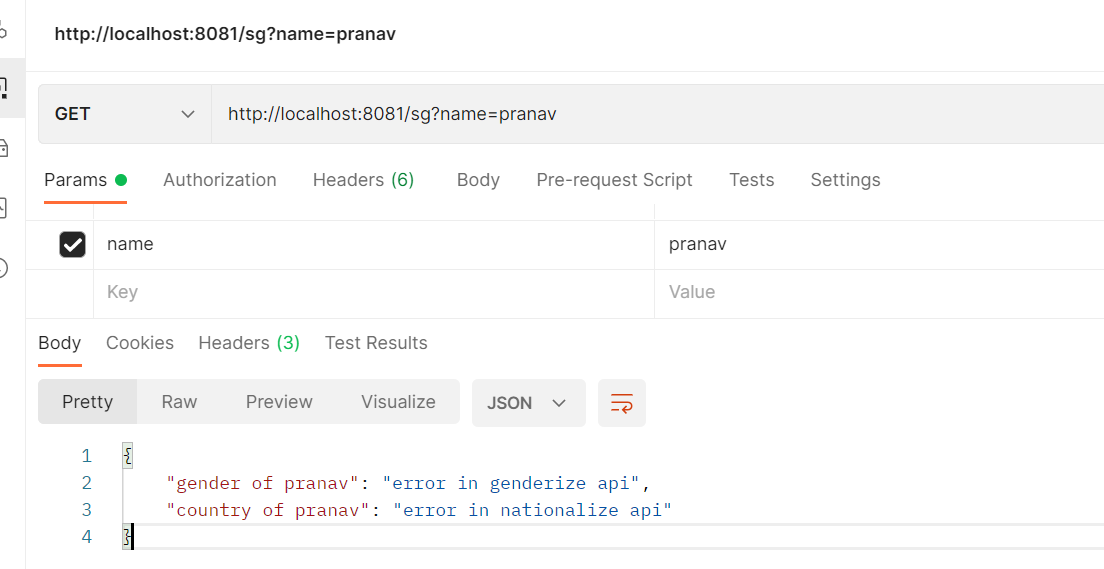 http://localhost:8081/sg?name=pranav
GET http://localhost:8081/sg?name=pranav
Params Authorization Headers (6) Body Pre-request Script Tests Settings
name pranav
Key Value
Body Cookies Headers (3) Test Results
Pretty Raw Preview Visualize JSON
1 {
2 "gender of pranav": "error in genderize api",
3 "country of pranav": "error in nationalize api"
4 }